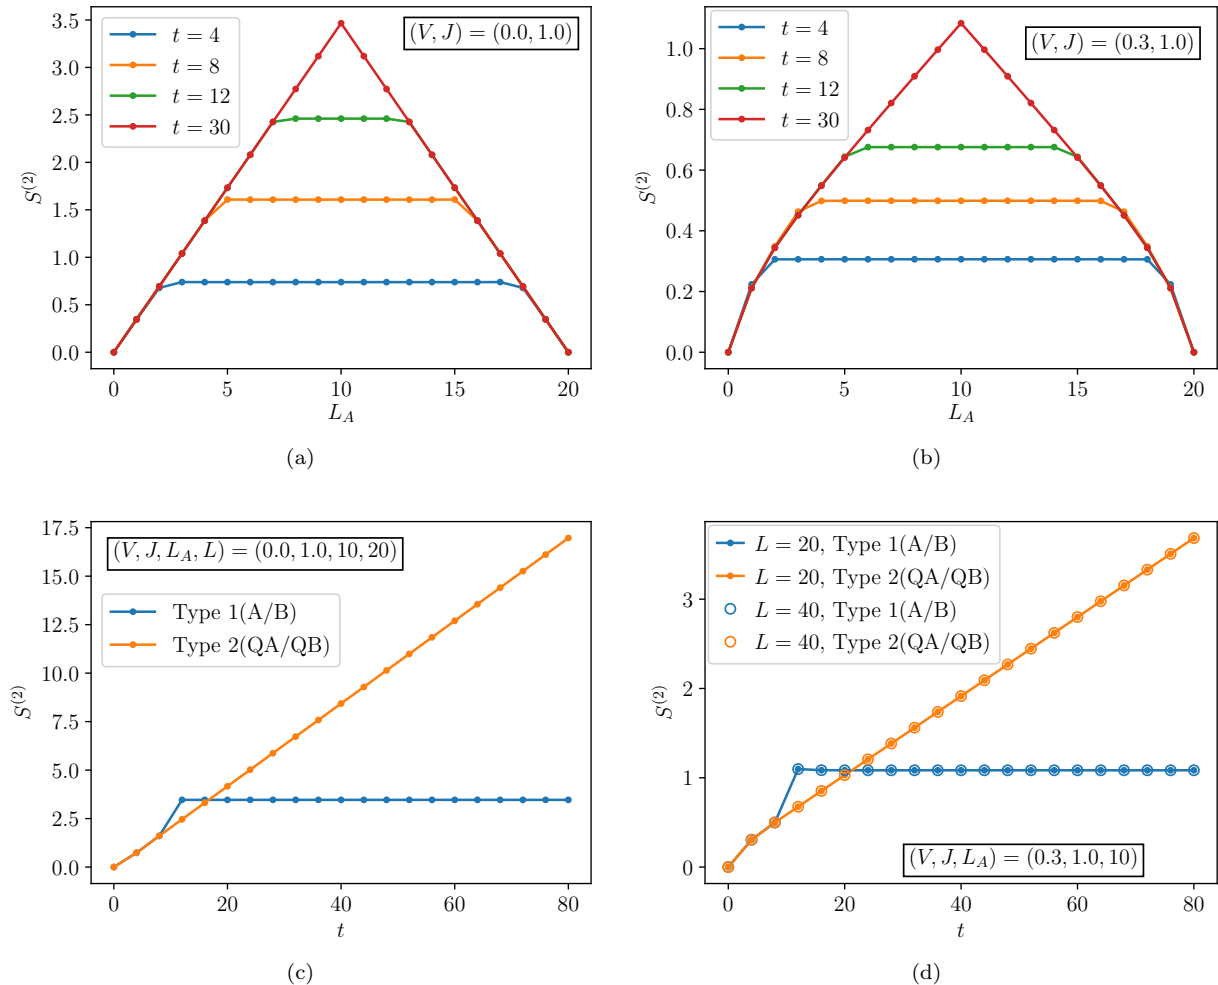 (V, J) = (0.0, 1.0)
t = 4
t = 8
t = 12
t = 30
3.5
3.0
2.5
2.0
1.5
1.0
0.5
0.0
S^{(2)}
0 5 10 15 20
L_A
(a)
(V, J) = (0.3, 1.0)
t = 4
t = 8
t = 12
t = 30
1.0
0.8
0.6
0.4
0.2
0.0
S^{(2)}
0 5 10 15 20
L_A
(b)
(V, J, L_A, L) = (0.0, 1.0, 10, 20)
Type 1(A/B)
Type 2(QA/QB)
17.5
15.0
12.5
10.0
7.5
5.0
2.5
0.0
S^{(2)}
0 20 40 60 80
t
(c)
L = 20, Type 1(A/B)
L = 20, Type 2(QA/QB)
L = 40, Type 1(A/B)
L = 40, Type 2(QA/QB)
3
2
1
0
S^{(2)}
(V, J, L_A) = (0.3, 1.0, 10)
0 20 40 60 80
t
(d)